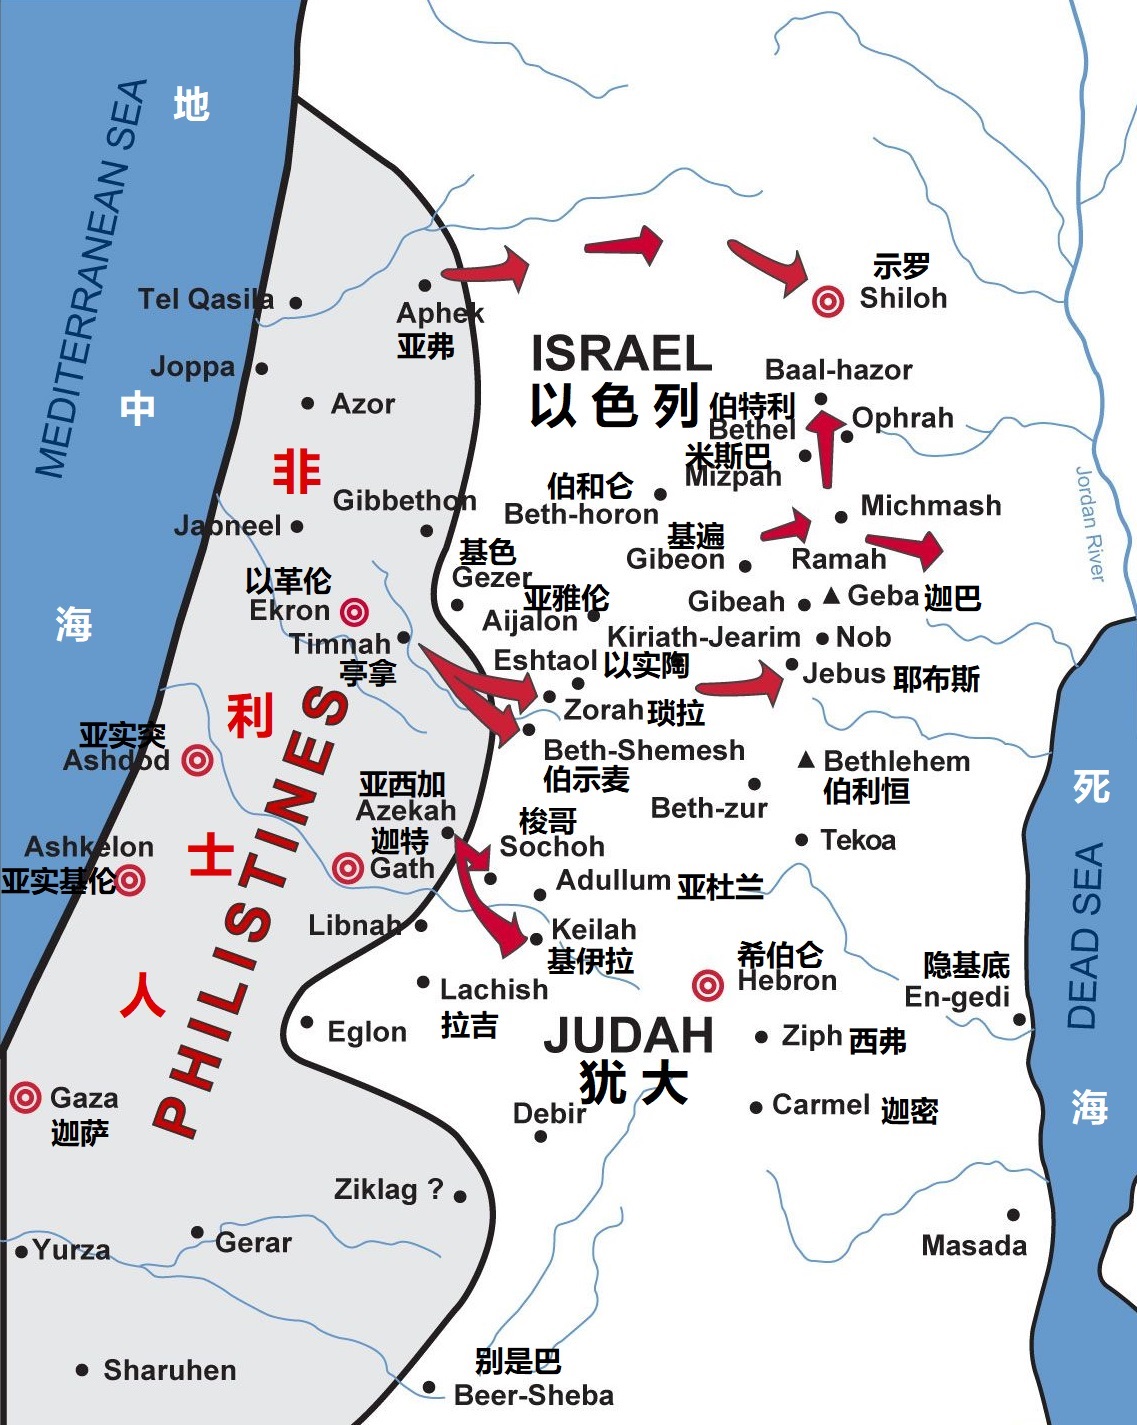 MEDITERRANEAN SEA
地
中
海
Tel Qasila
Aphek
亚弗
示罗
Shiloh
Joppa
ISRAEL
以色列
Baal-hazor
Azor
伯特利
Bethel
Ophrah
米斯巴
Mizpah
非
利
士
人
PHILISTINES
Gibbethon
伯和仑
Beth-horon
Michmash
Jordan River
Jabneel
基遍
Gibeon
Ramah
基色
Gezer
以革伦
Ekron
亚雅伦
Aijalon
Gibeah
Geba 迦巴
Timnah
亭拿
Kiriath-Jearim
Nob
Eshtaol 以实陶
Jebus 耶布斯
Zorah 琐拉
亚实突
Ashdod
Beth-Shemesh
伯示麦
Bethlehem
伯利恒
亚西加
Azekah
Beth-zur
死
海
DEAD SEA
梭哥
Sochoh
Tekoa
Ashkelon
亚实基伦
迦特
Gath
Adullum 亚杜兰
Libnah
Keilah
基伊拉
希伯仑
Hebron
隐基底
En-gedi
Lachish
拉吉
Eglon
JUDAH
犹大
Ziph 西弗
Gaza
迦萨
Debir
Carmel 迦密
Ziklag ?
Yurza
Gerar
Masada
Sharuhen
别是巴
Beer-Sheba